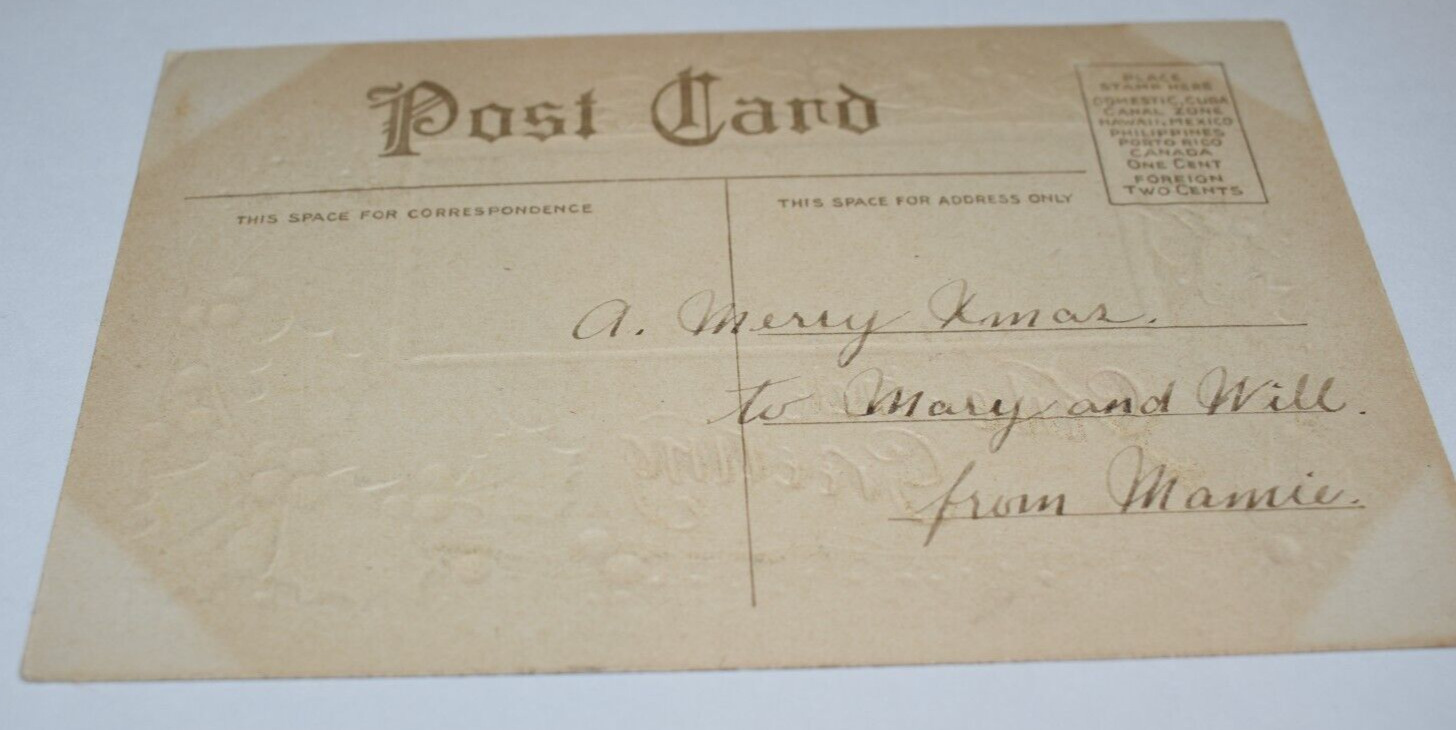 Post Card
PLACE
STAMP HERE
DOMESTIC, CUBA
CANAL ZONE
HAWAII, MEXICO
PHILIPPINES
PORTO RICO
CANADA
ONE CENT
FOREIGN
TWO CENTS
THIS SPACE FOR CORRESPONDENCE
THIS SPACE FOR ADDRESS ONLY
A. Merry Xmas.
to Mary and Will.
from Mamie.